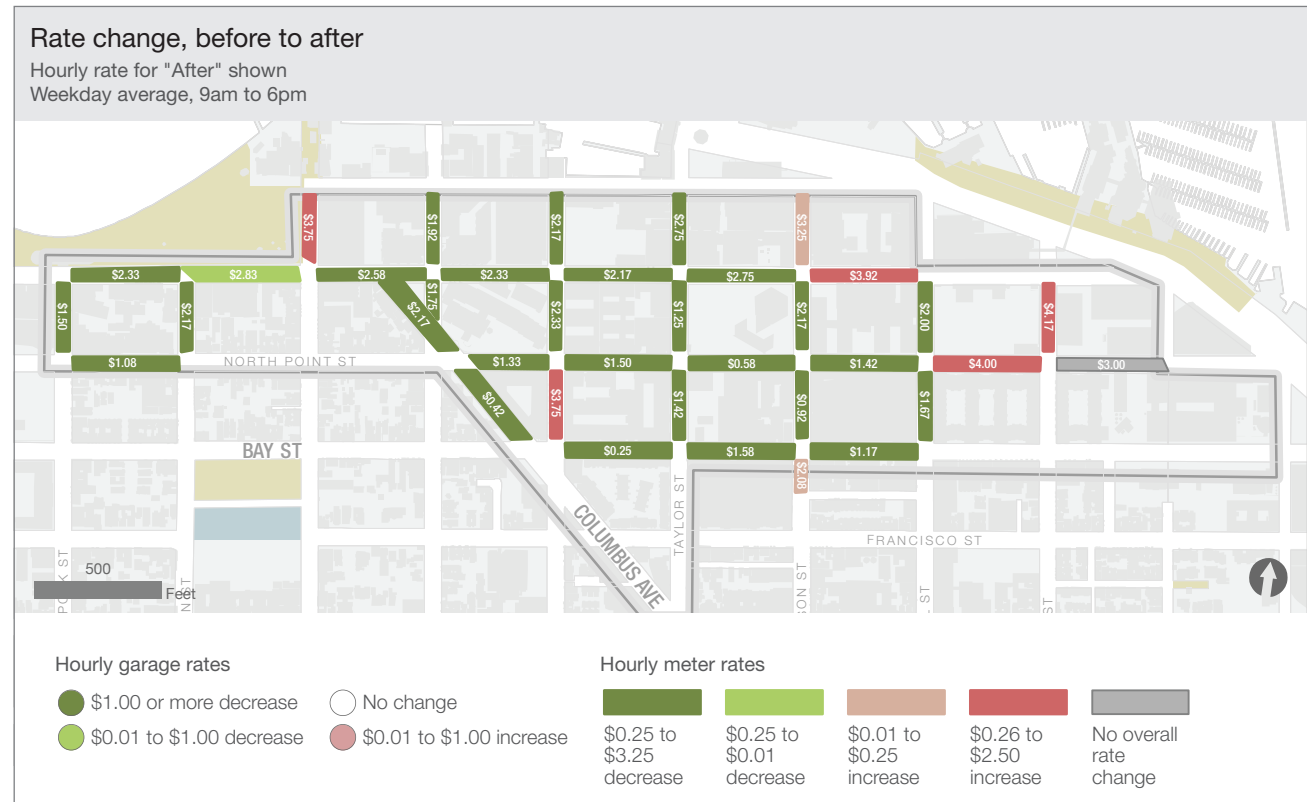 Rate change, before to after
Hourly rate for "After" shown
Weekday average, 9am to 6pm
$3.75
$1.92
$2.17
$2.75
$3.25
$2.33
$2.83
$2.58
$2.33
$2.17
$2.75
$3.92
$1.50
$2.17
$2.17
$1.75
$2.33
$1.25
$2.17
$2.00
$4.17
$1.08
NORTH POINT ST
$1.33
$1.50
$0.58
$1.42
$4.00
$3.00
$0.42
$3.75
$1.42
$0.92
$1.67
BAY ST
$0.25
$1.58
$1.17
$2.08
COLUMBUS AVE
TAYLOR ST
FRANCISCO ST
500
Feet
N ST
SON ST
ST
ST
Hourly garage rates
$1.00 or more decrease
No change
$0.01 to $1.00 decrease
$0.01 to $1.00 increase
Hourly meter rates
$0.25 to
$3.25
decrease
$0.25 to
$0.01
decrease
$0.01 to
$0.25
increase
$0.26 to
$2.50
increase
No overall
rate
change